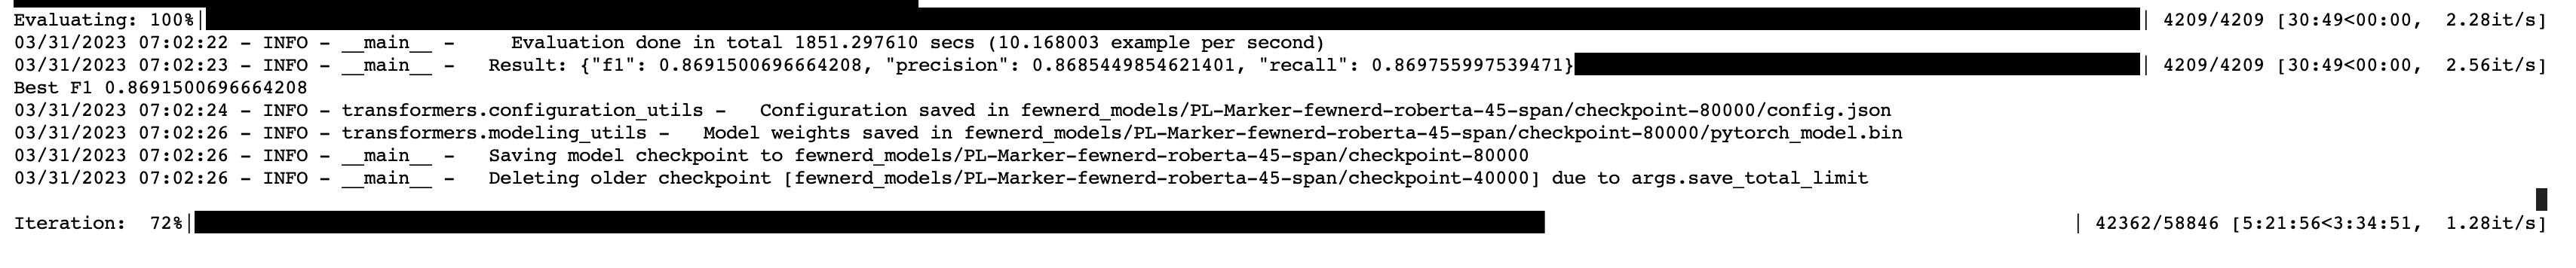 Evaluating: 100%| | 4209/4209 [30:49<00:00, 2.28it/s]
03/31/2023 07:02:22 - INFO - __main__ - Evaluation done in total 1851.297610 secs (10.168003 example per second)
03/31/2023 07:02:23 - INFO - __main__ - Result: {"f1": 0.8691500696664208, "precision": 0.8685449854621401, "recall": 0.869755997539471} | 4209/4209 [30:49<00:00, 2.56it/s]
Best F1 0.8691500696664208
03/31/2023 07:02:24 - INFO - transformers.configuration_utils - Configuration saved in fewnerd_models/PL-Marker-fewnerd-roberta-45-span/checkpoint-80000/config.json
03/31/2023 07:02:26 - INFO - transformers.modeling_utils - Model weights saved in fewnerd_models/PL-Marker-fewnerd-roberta-45-span/checkpoint-80000/pytorch_model.bin
03/31/2023 07:02:26 - INFO - __main__ - Saving model checkpoint to fewnerd_models/PL-Marker-fewnerd-roberta-45-span/checkpoint-80000
03/31/2023 07:02:26 - INFO - __main__ - Deleting older checkpoint [fewnerd_models/PL-Marker-fewnerd-roberta-45-span/checkpoint-40000] due to args.save_total_limit
Iteration: 72%| | 42362/58846 [5:21:56<3:34:51, 1.28it/s]